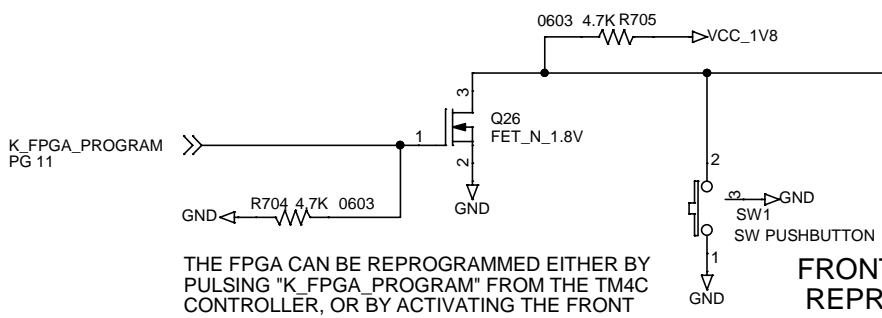 0603 4.7K R705
VCC_1V8
3
Q26
FET_N_1.8V
1
2
K_FPGA_PROGRAM
PG 11
R704 4.7K 0603
GND
GND
2
3
GND
SW1
SW PUSHBUTTON
1
GND
THE FPGA CAN BE REPROGRAMMED EITHER BY
PULSING "K_FPGA_PROGRAM" FROM THE TM4C
CONTROLLER, OR BY ACTIVATING THE FRONT
FRONT
REPR